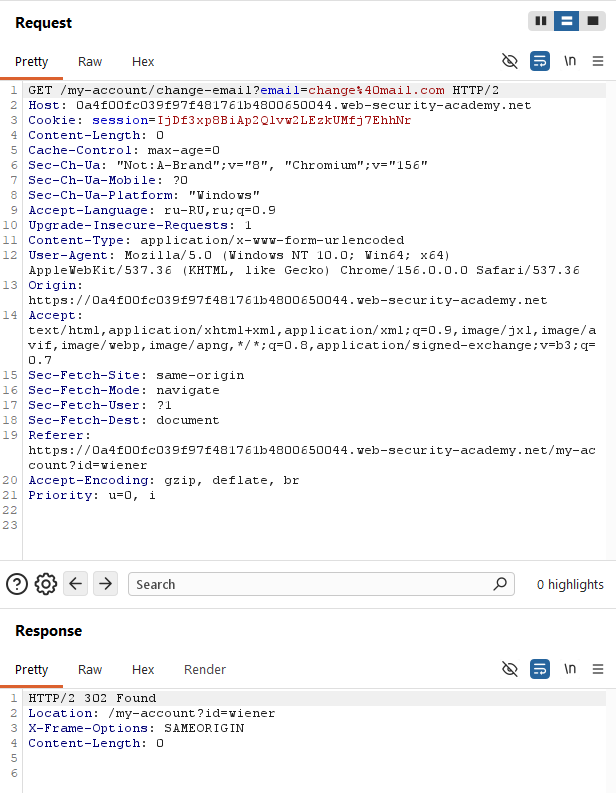 Request
Pretty Raw Hex \n
1 GET /my-account/change-email?email=change%40mail.com HTTP/2
2 Host: 0a4f00fc039f97f481761b4800650044.web-security-academy.net
3 Cookie: session=IjDf3xp8BiAp2Qlvw2LEzkUMfj7EhhNr
4 Content-Length: 0
5 Cache-Control: max-age=0
6 Sec-Ch-Ua: "Not:A-Brand";v="8", "Chromium";v="156"
7 Sec-Ch-Ua-Mobile: ?0
8 Sec-Ch-Ua-Platform: "Windows"
9 Accept-Language: ru-RU,ru;q=0.9
10 Upgrade-Insecure-Requests: 1
11 Content-Type: application/x-www-form-urlencoded
12 User-Agent: Mozilla/5.0 (Windows NT 10.0; Win64; x64)
AppleWebKit/537.36 (KHTML, like Gecko) Chrome/156.0.0.0 Safari/537.36
13 Origin:
https://0a4f00fc039f97f481761b4800650044.web-security-academy.net
14 Accept:
text/html,application/xhtml+xml,application/xml;q=0.9,image/jxl,image/a
vif,image/webp,image/apng,*/*;q=0.8,application/signed-exchange;v=b3;q=
0.7
15 Sec-Fetch-Site: same-origin
16 Sec-Fetch-Mode: navigate
17 Sec-Fetch-User: ?1
18 Sec-Fetch-Dest: document
19 Referer:
https://0a4f00fc039f97f481761b4800650044.web-security-academy.net/my-ac
count?id=wiener
20 Accept-Encoding: gzip, deflate, br
21 Priority: u=0, i
22
23
Search 0 highlights
Response
Pretty Raw Hex Render \n
1 HTTP/2 302 Found
2 Location: /my-account?id=wiener
3 X-Frame-Options: SAMEORIGIN
4 Content-Length: 0
5
6